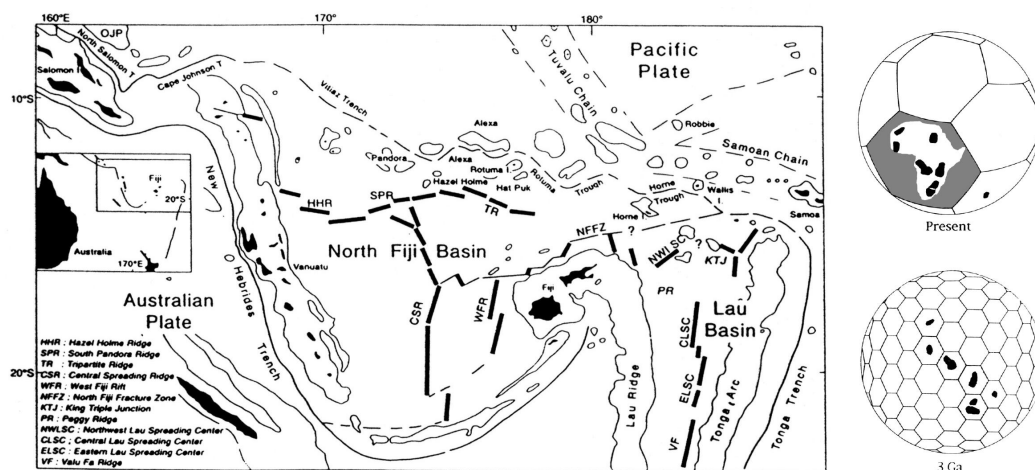 160°E
170°
180°
OJP
North Salomon T
Salomon I
Cape Johnson T
Pacific
Plate
Tuvalu Chain
10°S
Vitiaz Trench
Alexa
Robbie
Pandora
Alexa
Rotuma I
Samoan Chain
Hazel Holme
Hat Puk
Rotuma
Trough
Horne
Trough
Wallis
I.
Samoa
New
Hebrides
Trench
HHR
SPR
TR
Horne I
?
NFFZ
NWLSC
?
KTJ
North Fiji Basin
Vanuatu
Fiji
20°S
Australia
170°E
Australian
Plate
CSR
WFR
Fiji
PR
Lau
Basin
CLSC
ELSC
VF
Lau Ridge
Tonga Arc
Tonga Trench
20°S
HHR : Hazel Holme Ridge
SPR : South Pandora Ridge
TR : Tripartite Ridge
CSR : Central Spreading Ridge
WFR : West Fiji Rift
NFFZ : North Fiji Fracture Zone
KTJ : King Triple Junction
PR : Peggy Ridge
NWLSC : Northwest Lau Spreading Center
CLSC : Central Lau Spreading Center
ELSC : Eastern Lau Spreading Center
VF : Valu Fa Ridge
Present
3 Ga